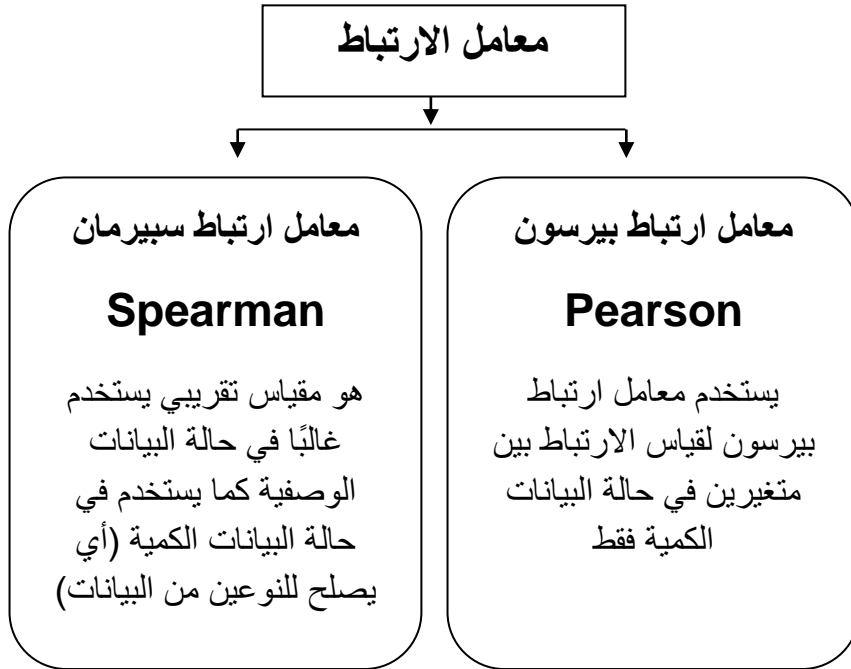 معامل الارتباط
معامل ارتباط بيرسون
Pearson
يستخدم معامل ارتباط
بيرسون لقياس الارتباط بين
متغيرين في حالة البيانات
الكمية فقط
معامل ارتباط سبيرمان
Spearman
هو مقياس تقريبي يستخدم
غالبًا في حالة البيانات
الوصفية كما يستخدم في
حالة البيانات الكمية (أي
يصلح للنوعين من البيانات)